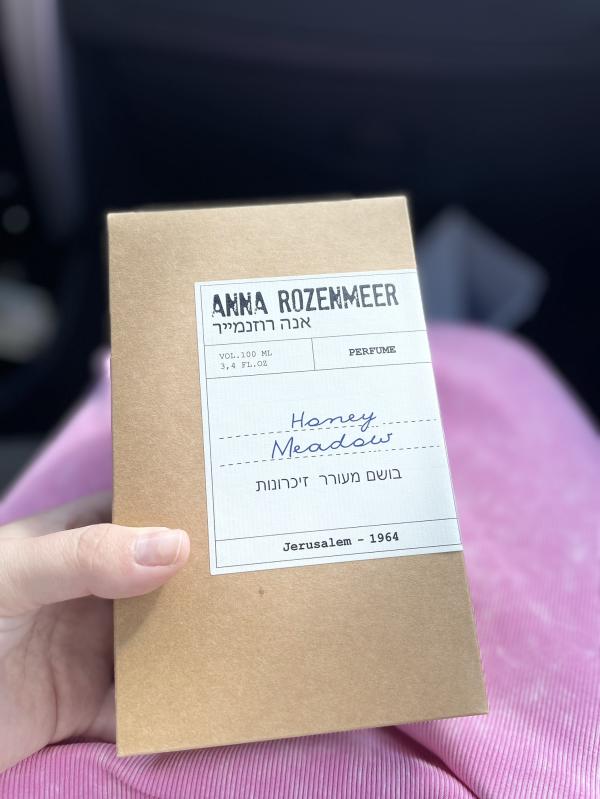 ANNA ROZENMEER
אנה רוזנמייר
VOL.100 ML
3,4 FL.OZ
PERFUME
Honey
Meadow
בושם מעורר זיכרונות
Jerusalem - 1964